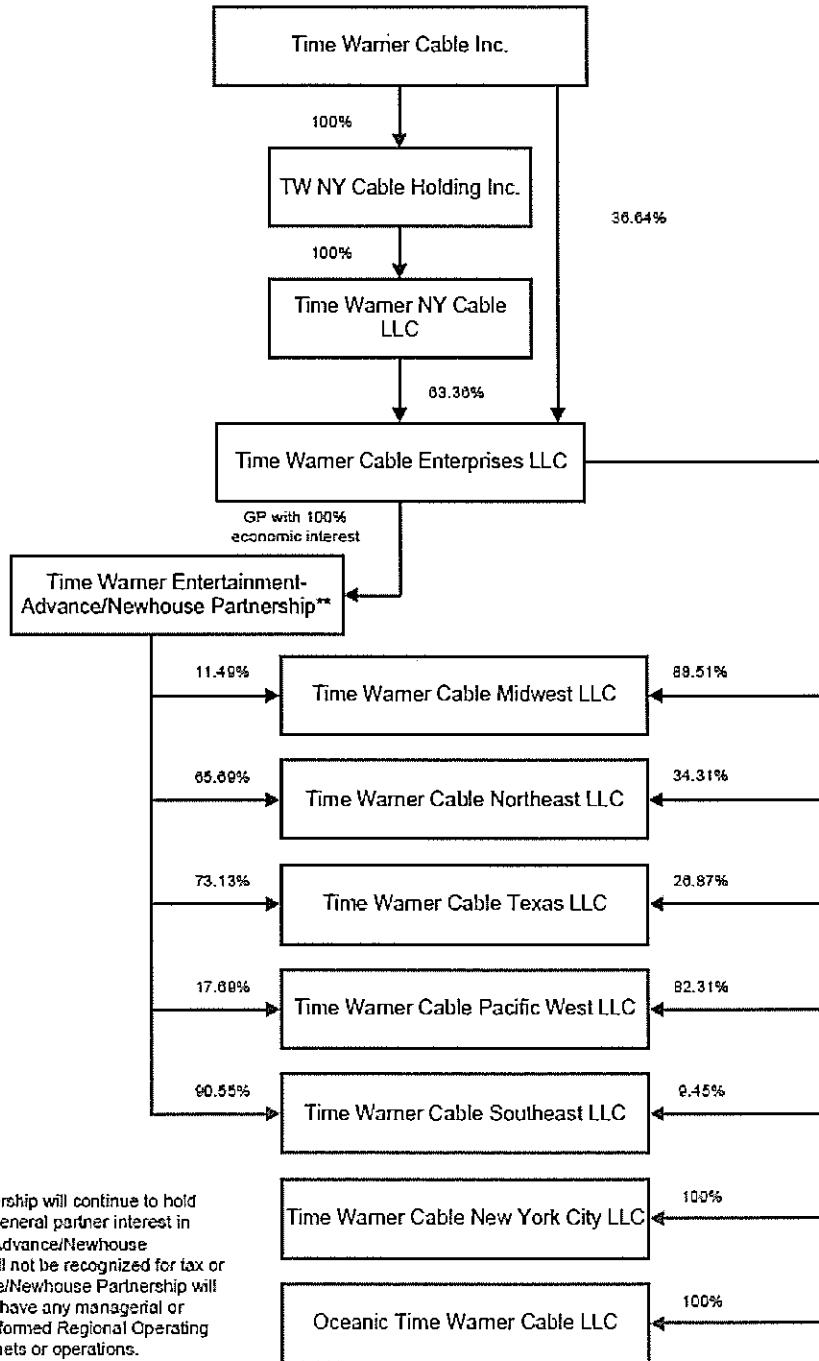 Time Warner Cable Inc.
100%
TW NY Cable Holding Inc.
36.64%
100%
Time Warner NY Cable
LLC
63.36%
Time Warner Cable Enterprises LLC
GP with 100%
economic interest
Time Warner Entertainment-
Advance/Newhouse Partnership**
11.49%
Time Warner Cable Midwest LLC
88.51%
65.69%
Time Warner Cable Northeast LLC
34.31%
73.13%
Time Warner Cable Texas LLC
26.87%
17.69%
Time Warner Cable Pacific West LLC
82.31%
90.55%
Time Warner Cable Southeast LLC
9.45%
ership will continue to hold
general partner interest in
Advance/Newhouse
ll not be recognized for tax or
e/Newhouse Partnership will
have any managerial or
formed Regional Operating
nets or operations.
Time Warner Cable New York City LLC
100%
Oceanic Time Warner Cable LLC
100%